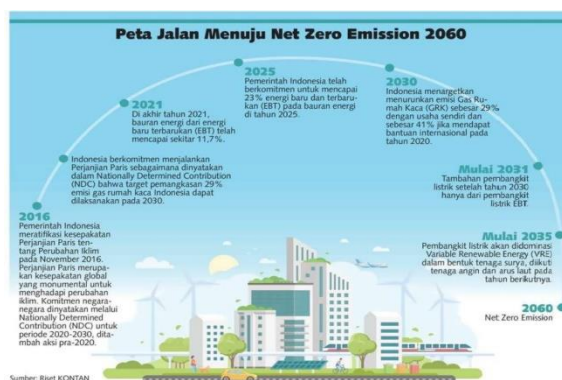 Peta Jalan Menuju Net Zero Emission 2060
2016
Pemerintah Indonesia
meratifikasi kesepakatan
Perjanjian Paris ten-
tang Perubahan Iklim
pada November 2016.
Perjanjian Paris merupa-
kan kesepakatan global
yang monumental untuk
menghadapi perubahan
iklim. Komitmen negara-
negara dinyatakan melalui
Nationally Determined
Contribution (NDC) untuk
periode 2020-2030, dita-
mbah aksi pra-2020.
Indonesia berkomitmen menjalankan
Perjanjian Paris sebagaimana dinyatakan
dalam Nationally Determined Contribution
(NDC) bahwa target pemangkasan 29%
emisi gas rumah kaca Indonesia dapat
dilaksanakan pada 2030.
2021
Di akhir tahun 2021,
bauran energi dari energi
baru terbarukan (EBT) telah
mencapai sekitar 11,7%.
2025
Pemerintah Indonesia telah
berkomitmen untuk mencapai
23% energi baru dan terbaru-
kan (EBT) pada bauran energi
di tahun 2025.
2030
Indonesia menargetkan
menurunkan emisi Gas Ru-
mah Kaca (GRK) sebesar 29%
dengan usaha sendiri dan
sebesar 41% jika mendapat
bantuan internasional pada
tahun 2020.
Mulai 2031
Tambahan pembangkit
listrik setelah tahun 2030
hanya dari pembangkit
listrik EBT.
Mulai 2035
Pembangkit listrik akan didominasi
Variable Renewable Energy (VRE)
dalam bentuk tenaga surya, diikuti
tenaga angin dan arus laut pada
tahun berikutnya.
2060
Net Zero Emission
Sumber: Riset KONTAN